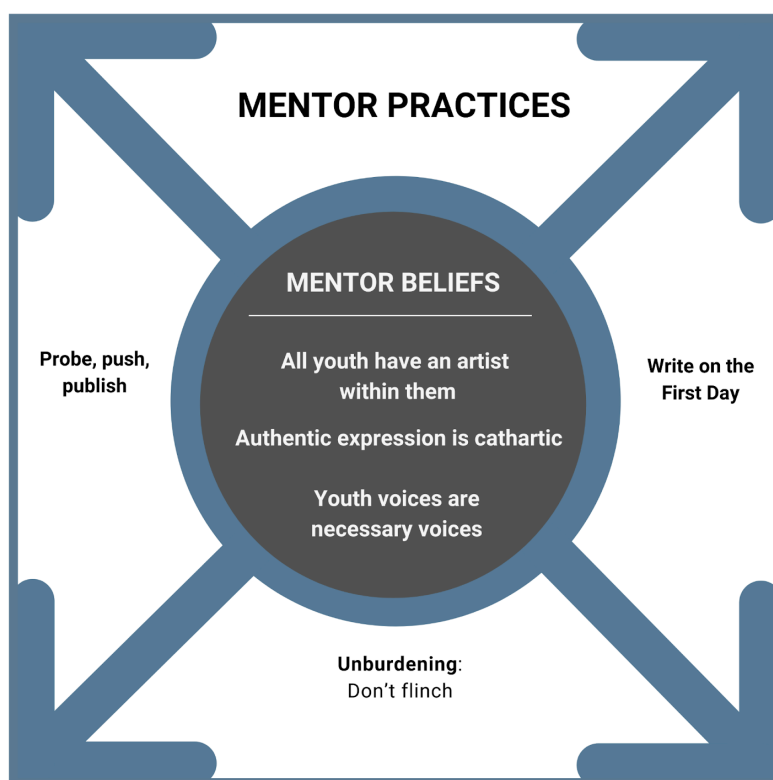 MENTOR PRACTICES
MENTOR BELIEFS
All youth have an artist
within them
Authentic expression is cathartic
Youth voices are
necessary voices
Probe, push,
publish
Write on the
First Day
Unburdening:
Don’t flinch